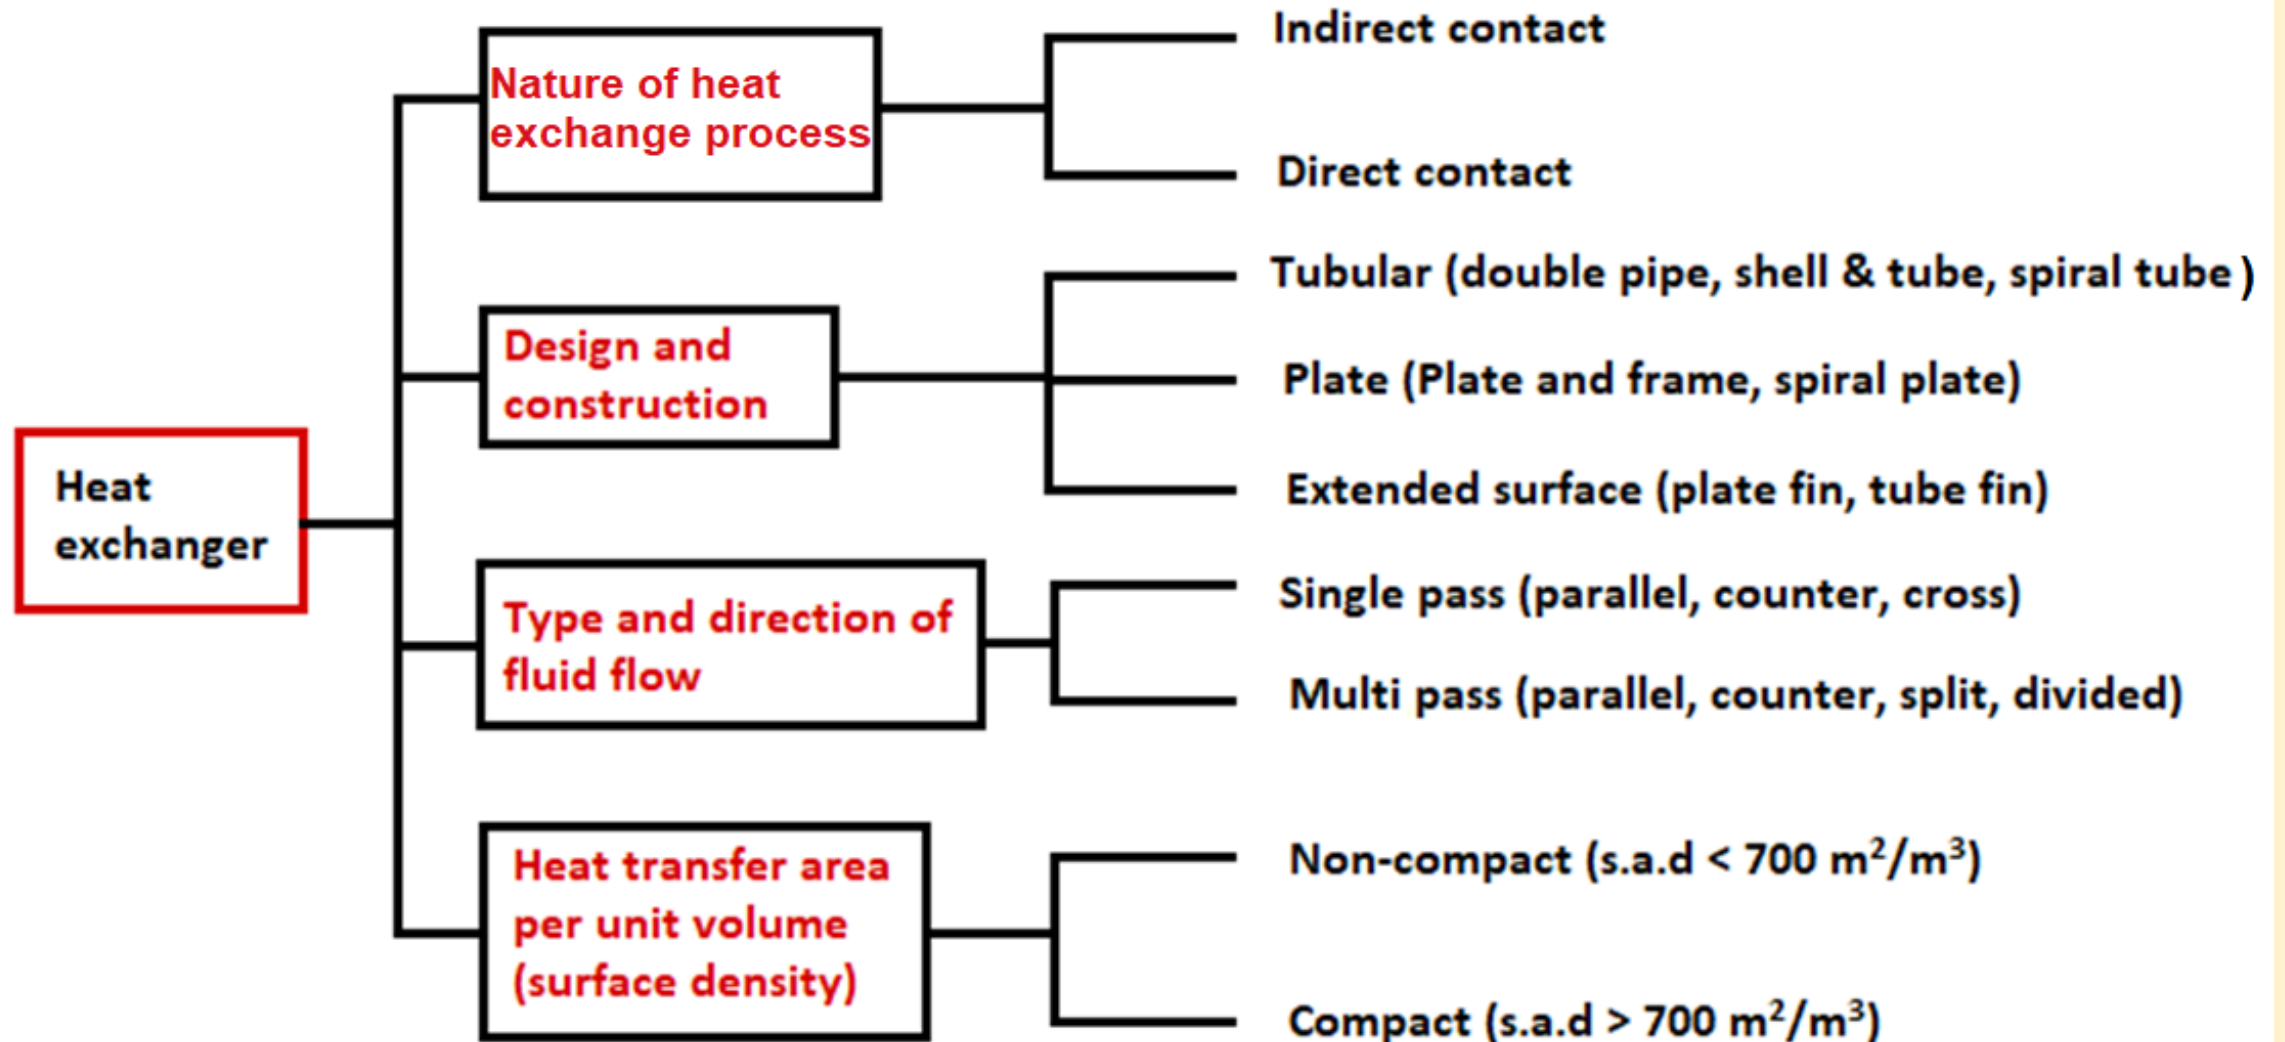 Heat
exchanger
Nature of heat
exchange process
Indirect contact
Direct contact
Design and
construction
Tubular (double pipe, shell & tube, spiral tube )
Plate (Plate and frame, spiral plate)
Extended surface (plate fin, tube fin)
Type and direction of
fluid flow
Single pass (parallel, counter, cross)
Multi pass (parallel, counter, split, divided)
Heat transfer area
per unit volume
(surface density)
Non-compact (s.a.d < 700 m²/m³)
Compact (s.a.d > 700 m²/m³)